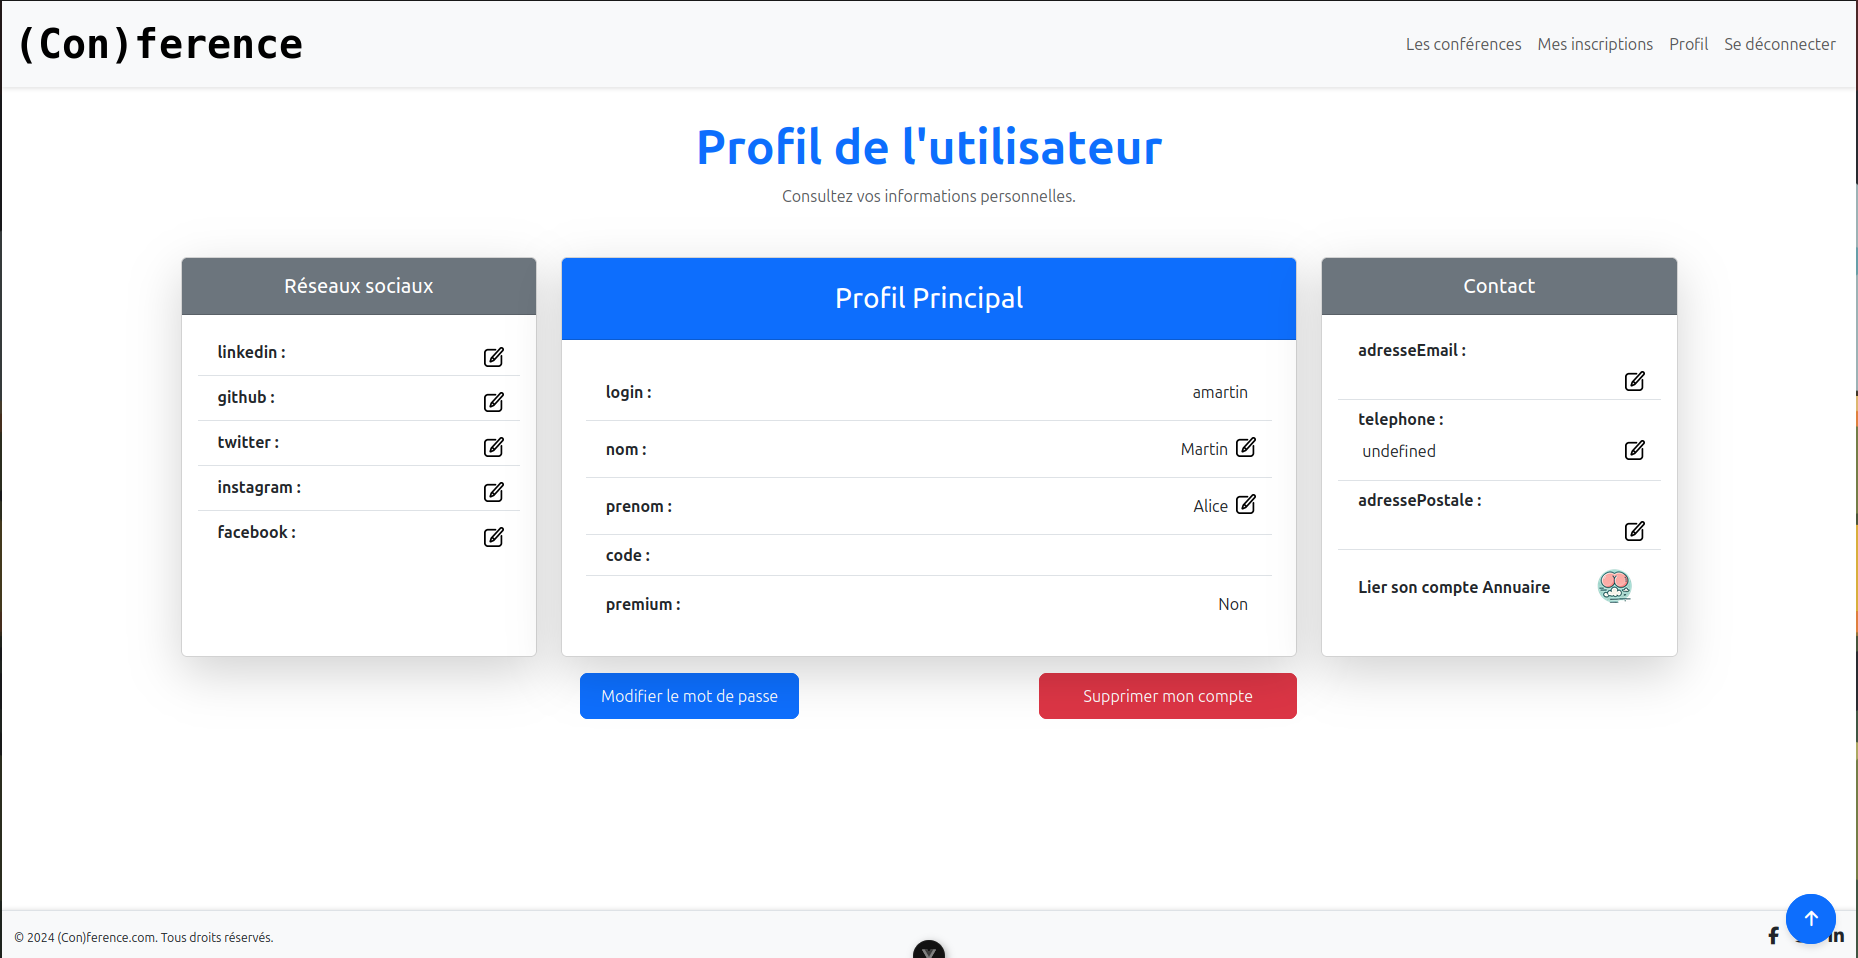 (Con)ference
Les conférences Mes inscriptions Profil Se déconnecter
Profil de l'utilisateur
Consultez vos informations personnelles.
Réseaux sociaux
linkedin :
github :
twitter :
instagram :
facebook :
Profil Principal
login : amartin
nom : Martin
prenom : Alice
code :
premium : Non
Contact
adresseEmail :
telephone :
undefined
adressePostale :
Lier son compte Annuaire
Modifier le mot de passe
Supprimer mon compte
© 2024 (Con)ference.com. Tous droits réservés.